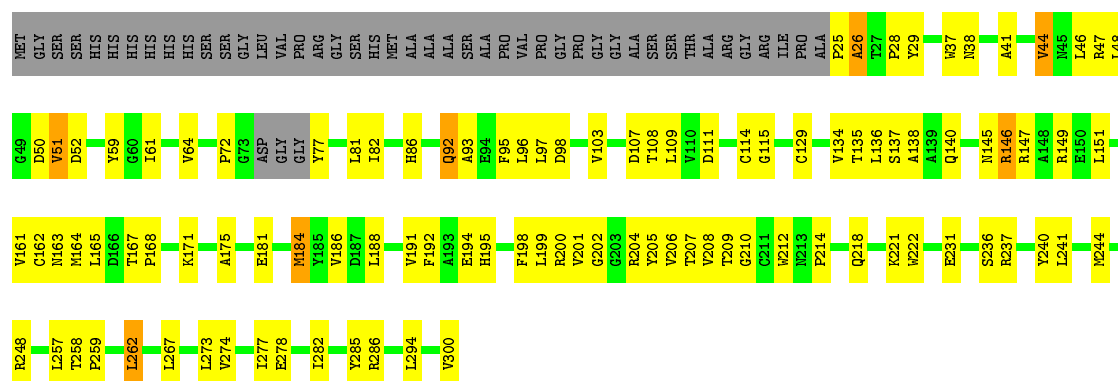 MET GLY SER SER HIS HIS HIS HIS HIS HIS SER SER GLY LEU VAL PRO ARG GLY SER HIS MET ALA ALA ALA SER ALA PRO VAL PRO GLY PRO GLY GLY ALA SER SER THR ALA ARG GLY ARG ILE PRO ALA P25 A26 T27 P28 Y29 W37 N38 A41 V44 N45 L46 R47 L48
G49 D50 V51 D52 Y59 G60 I61 V64 P72 G73 ASP GLY GLY Y77 L81 I82 H86 Q92 A93 E94 F95 L96 L97 D98 V103 D107 T108 L109 V110 D111 C114 G115 C129 V134 T135 L136 S137 A138 A139 Q140 N145 R146 R147 A148 R149 E150 L151
V161 C162 N163 M164 L165 D166 T167 P168 K171 A175 E181 M184 Y185 V186 D187 L188 V191 F192 A193 E194 H195 F198 L199 R200 V201 G202 G203 R204 Y205 V206 T207 V208 T209 G210 C211 W212 N213 P214 Q218 K221 W222 E231 S236 R237 Y240 L241 M244
R248 L257 T258 P259 L262 L267 L273 V274 I277 E278 I282 Y285 R286 L294 V300